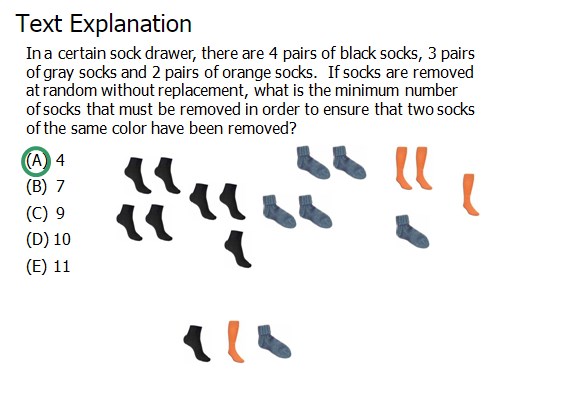 Text Explanation
In a certain sock drawer, there are 4 pairs of black socks, 3 pairs
of gray socks and 2 pairs of orange socks. If socks are removed
at random without replacement, what is the minimum number
of socks that must be removed in order to ensure that two socks
of the same color have been removed?
(A) 4
(B) 7
(C) 9
(D) 10
(E) 11